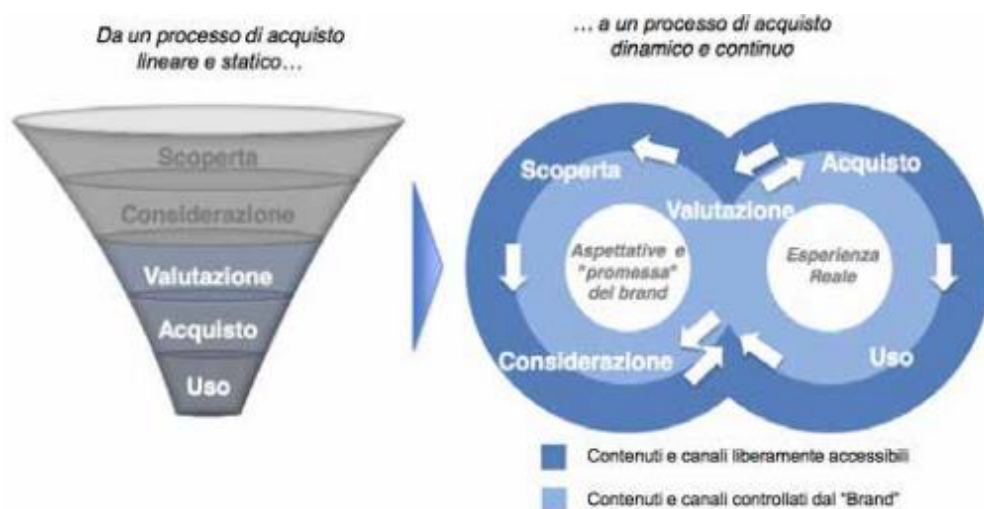 Da un processo di acquisto
lineare e statico…
… a un processo di acquisto
dinamico e continuo
Scoperta
Considerazione
Valutazione
Acquisto
Uso
Scoperta
Acquisto
Valutazione
Aspettative e
"promessa"
del brand
Esperienza
Reale
Considerazione
Uso
Contenuti e canali liberamente accessibili
Contenuti e canali controllati dal "Brand"